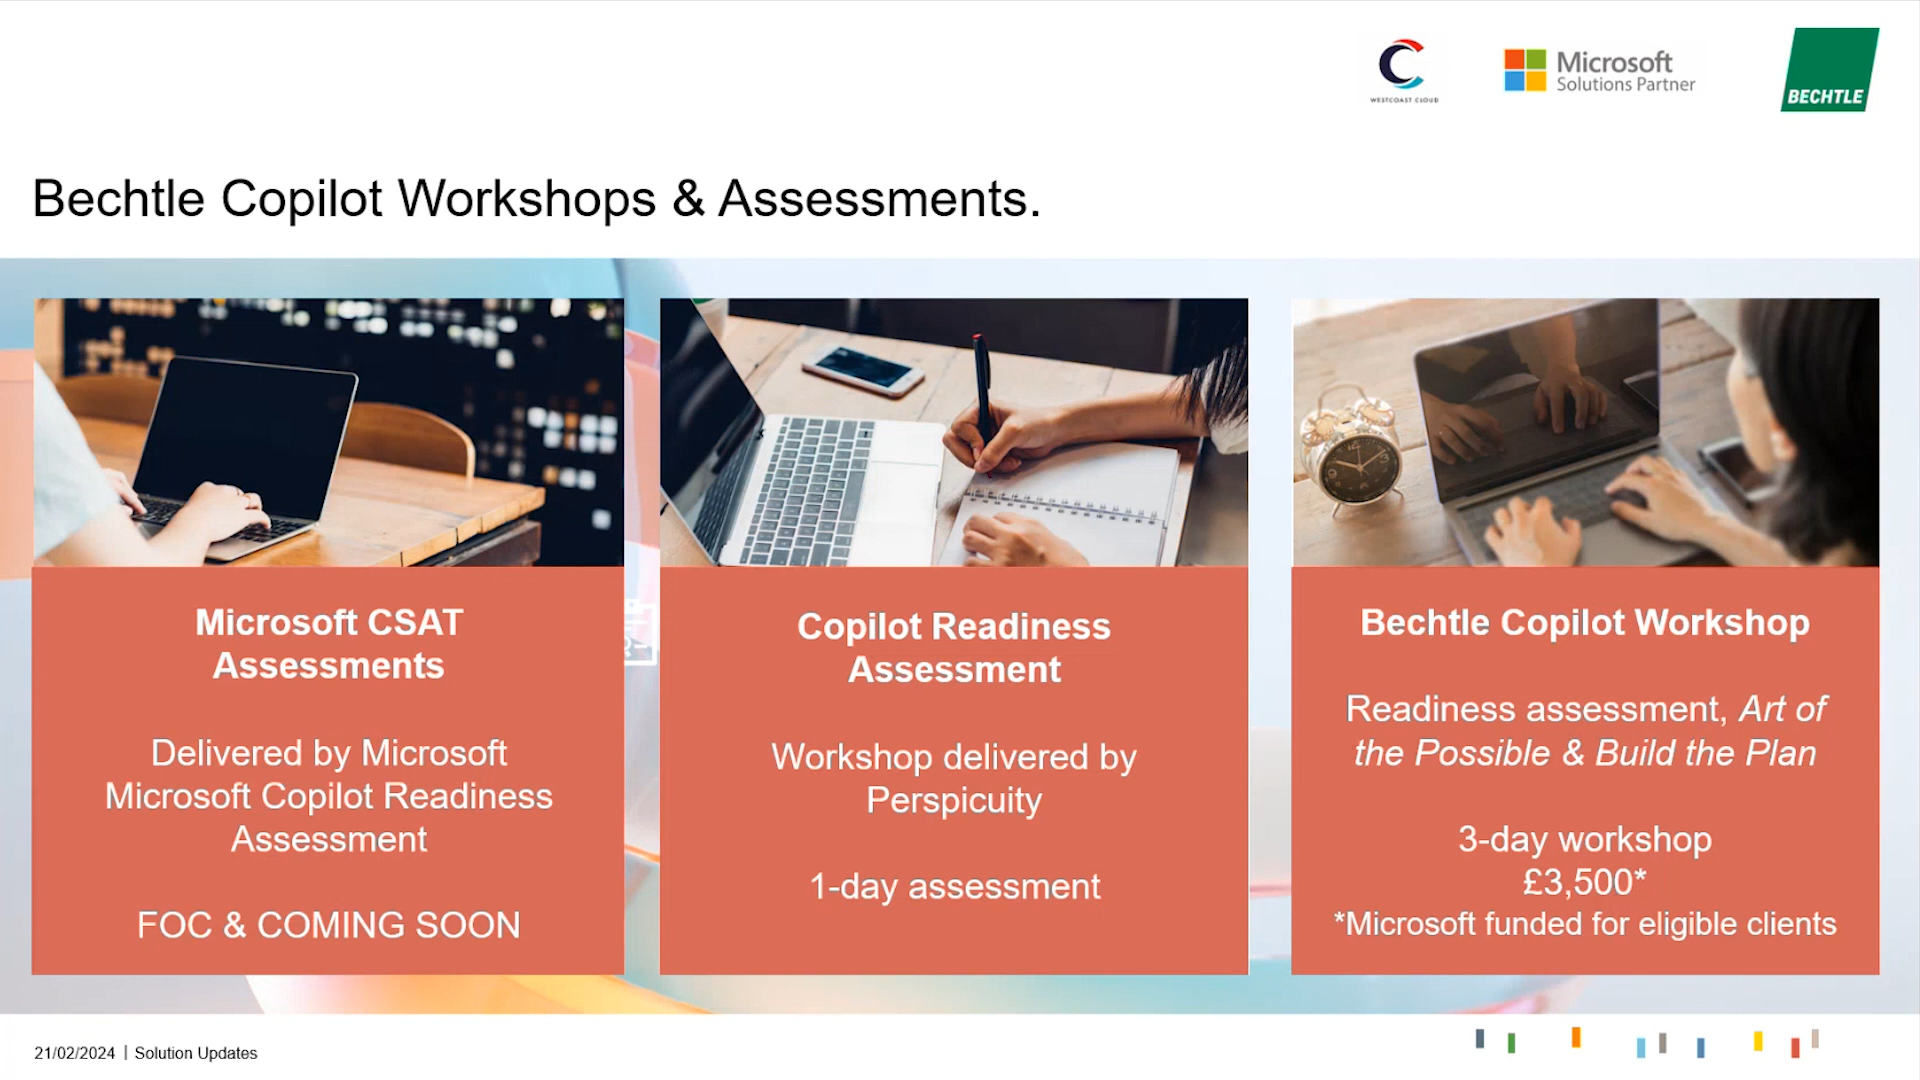 WESTCOAST CLOUD
Microsoft
Solutions Partner
BECHTLE
Bechtle Copilot Workshops & Assessments.
Microsoft CSAT
Assessments
Delivered by Microsoft
Microsoft Copilot Readiness
Assessment
FOC & COMING SOON
Copilot Readiness
Assessment
Workshop delivered by
Perspicuity
1-day assessment
Bechtle Copilot Workshop
Readiness assessment, Art of
the Possible & Build the Plan
3-day workshop
£3,500*
*Microsoft funded for eligible clients
21/02/2024 | Solution Updates